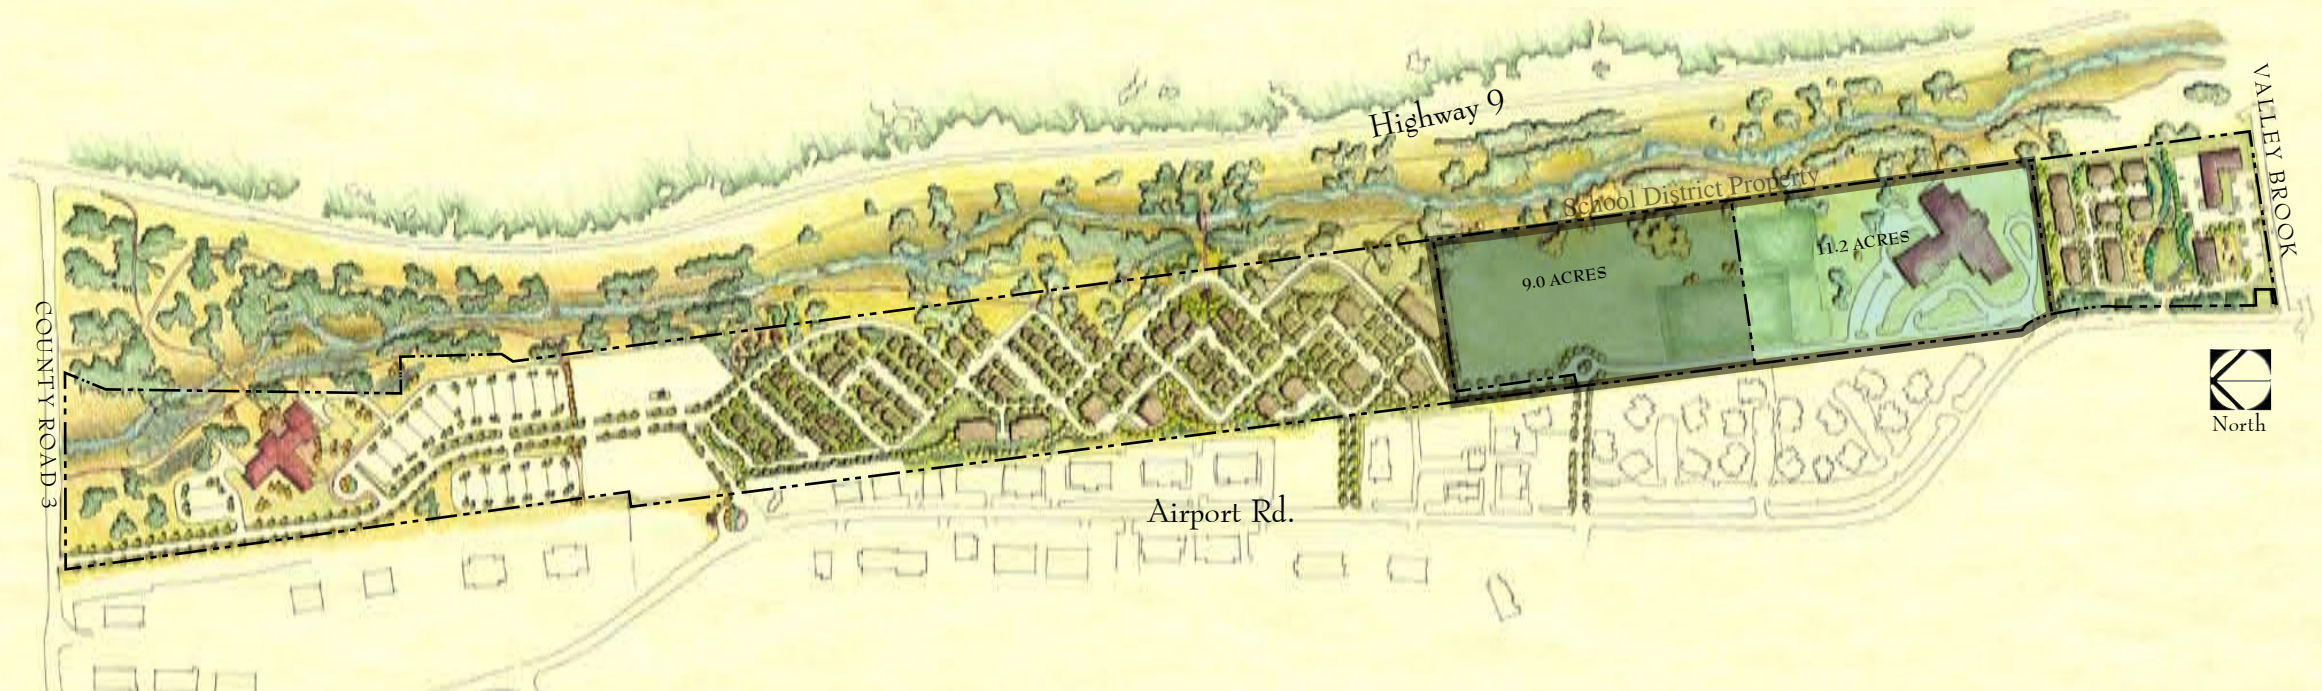 Highway 9
VALLEY BROOK
School District Property
11.2 ACRES
9.0 ACRES
COUNTY ROAD 3
North
Airport Rd.